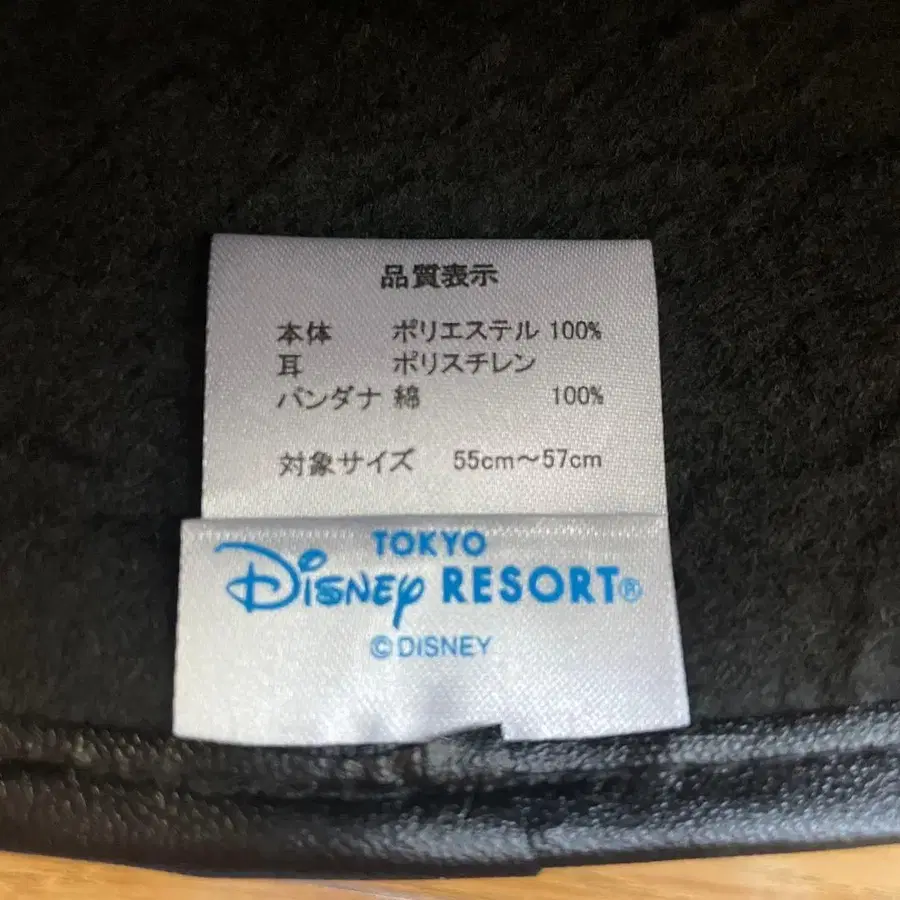 品質表示
本体 ポリエステル 100%
耳 ポリスチレン
バンダナ 綿 100%
対象サイズ 55cm～57cm
TOKYO
Disney RESORT®
©DISNEY